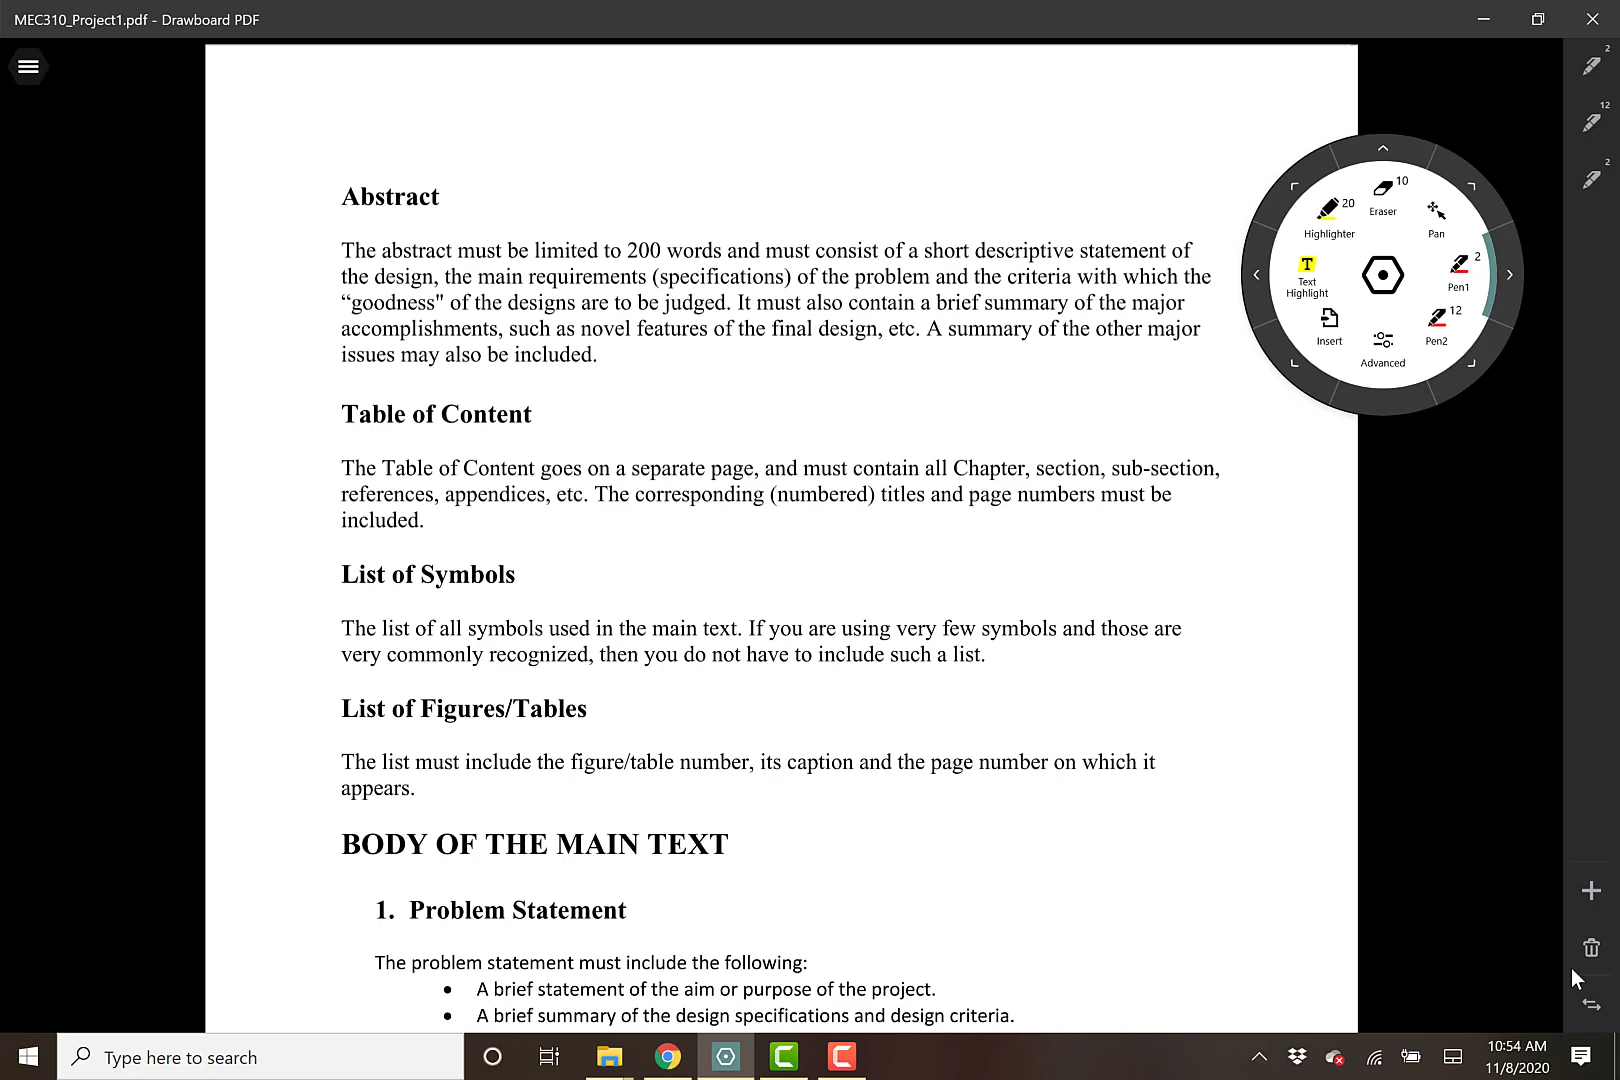 MEC310_Project1.pdf - Drawboard PDF
2
12
2
10
Eraser
20
Highlighter
Pan
T
Text
Highlight
2
Pen1
Insert
12
Pen2
Advanced
Abstract
The abstract must be limited to 200 words and must consist of a short descriptive statement of
the design, the main requirements (specifications) of the problem and the criteria with which the
“goodness" of the designs are to be judged. It must also contain a brief summary of the major
accomplishments, such as novel features of the final design, etc. A summary of the other major
issues may also be included.
Table of Content
The Table of Content goes on a separate page, and must contain all Chapter, section, sub-section,
references, appendices, etc. The corresponding (numbered) titles and page numbers must be
included.
List of Symbols
The list of all symbols used in the main text. If you are using very few symbols and those are
very commonly recognized, then you do not have to include such a list.
List of Figures/Tables
The list must include the figure/table number, its caption and the page number on which it
appears.
BODY OF THE MAIN TEXT
1. Problem Statement
The problem statement must include the following:
• A brief statement of the aim or purpose of the project.
• A brief summary of the design specifications and design criteria.
Type here to search
10:54 AM
11/8/2020